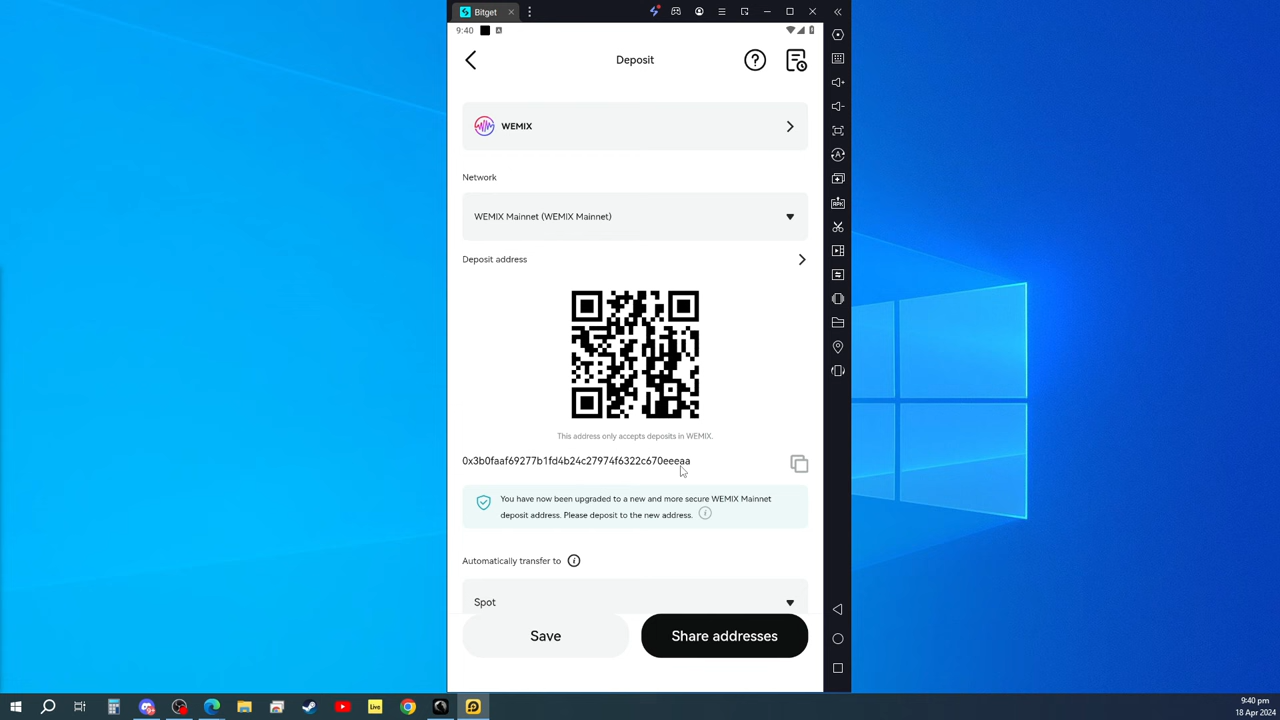 Bitget
9:40
Deposit
WEMIX
Network
WEMIX Mainnet (WEMIX Mainnet)
Deposit address
This address only accepts deposits in WEMIX.
0x3b0faaf69277b1fd4b24c27974f6322c670eeeaa
You have now been upgraded to a new and more secure WEMIX Mainnet
deposit address. Please deposit to the new address.
Automatically transfer to
Spot
Save
Share addresses
9:40 pm
18 Apr 2024